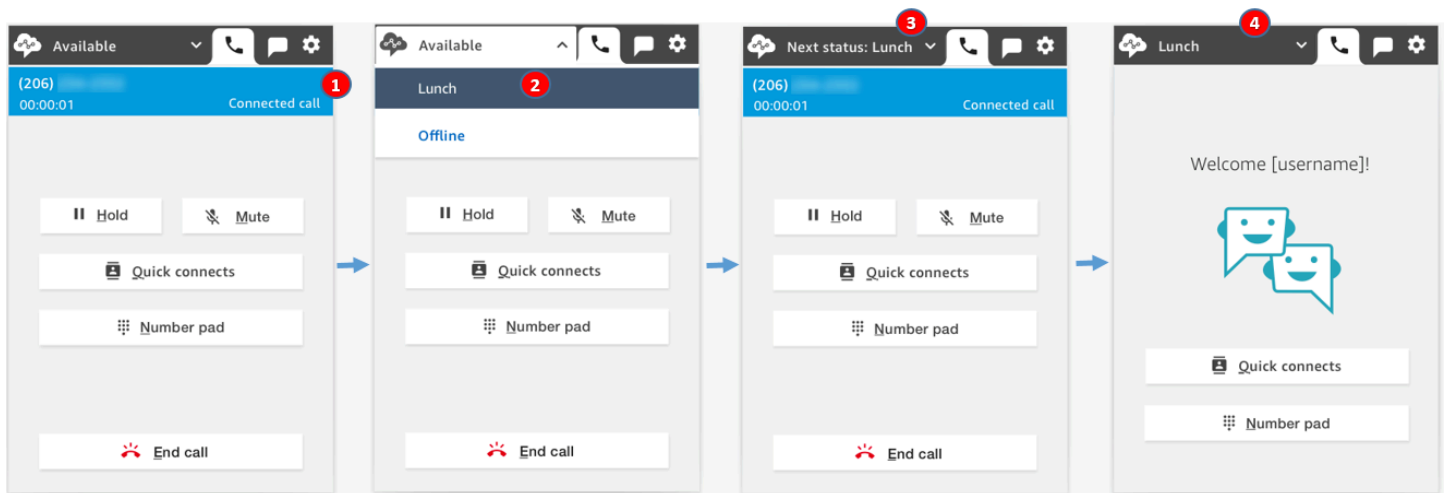 Available
(206)
00:00:01 Connected call
1
Hold Mute
Quick connects
Number pad
End call
Available
Lunch
2
Offline
Hold Mute
Quick connects
Number pad
End call
3
Next status: Lunch
(206)
00:00:01 Connected call
Hold Mute
Quick connects
Number pad
End call
4
Lunch
Welcome [username]!
Quick connects
Number pad